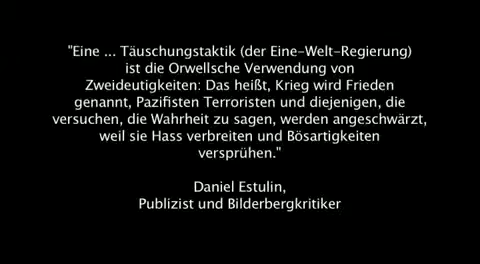 "Eine ... Täuschungstaktik (der Eine-Welt-Regierung)
ist die Orwellsche Verwendung von
Zweideutigkeiten: Das heißt, Krieg wird Frieden
genannt, Pazifisten Terroristen und diejenigen, die
versuchen, die Wahrheit zu sagen, werden angeschwärzt,
weil sie Hass verbreiten und Bösartigkeiten
versprühen."
Daniel Estulin,
Publizist und Bilderbergkritiker